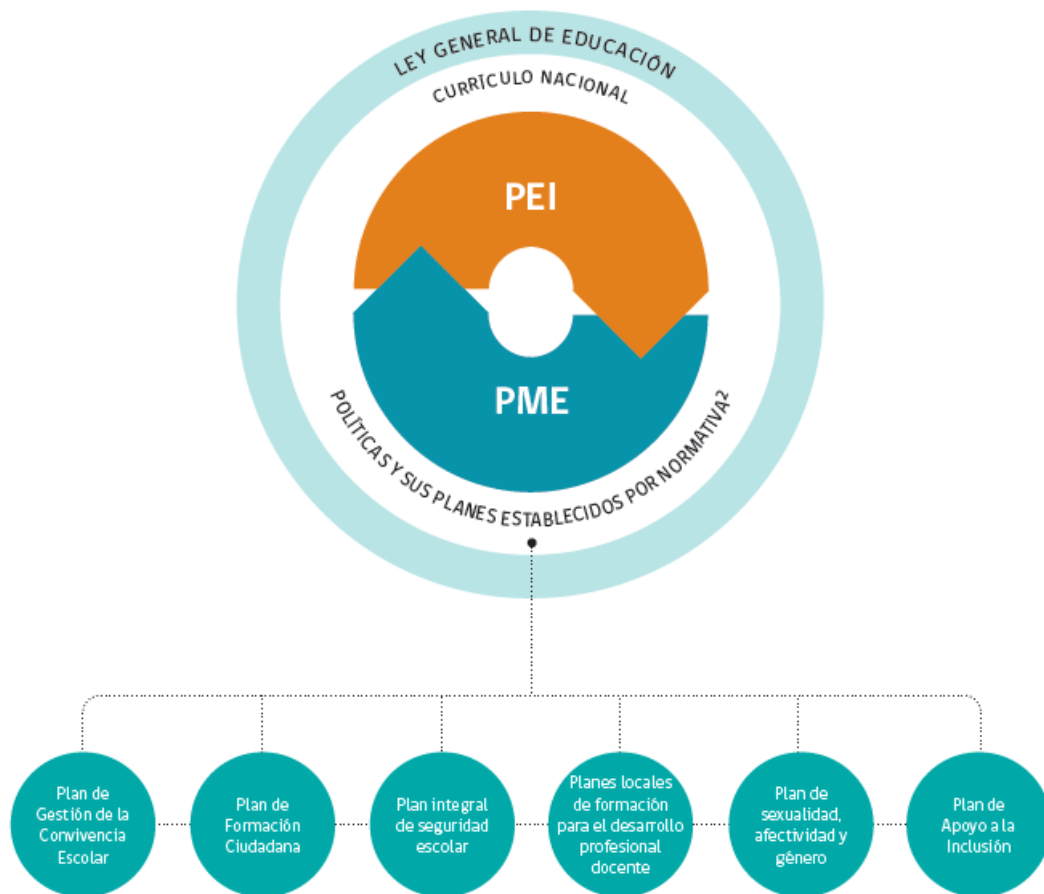 LEY GENERAL DE EDUCACIÓN
CURRÍCULO NACIONAL
PEI
PME
POLÍTICAS Y SUS PLANES ESTABLECIDOS POR NORMATIVA²
Plan de
Gestión de la
Convivencia
Escolar
Plan de
Formación
Ciudadana
Plan integral
de seguridad
escolar
Planes locales
de formación
para el desarrollo
profesional
docente
Plan de
sexualidad,
afectividad y
género
Plan de
Apoyo a la
Inclusión